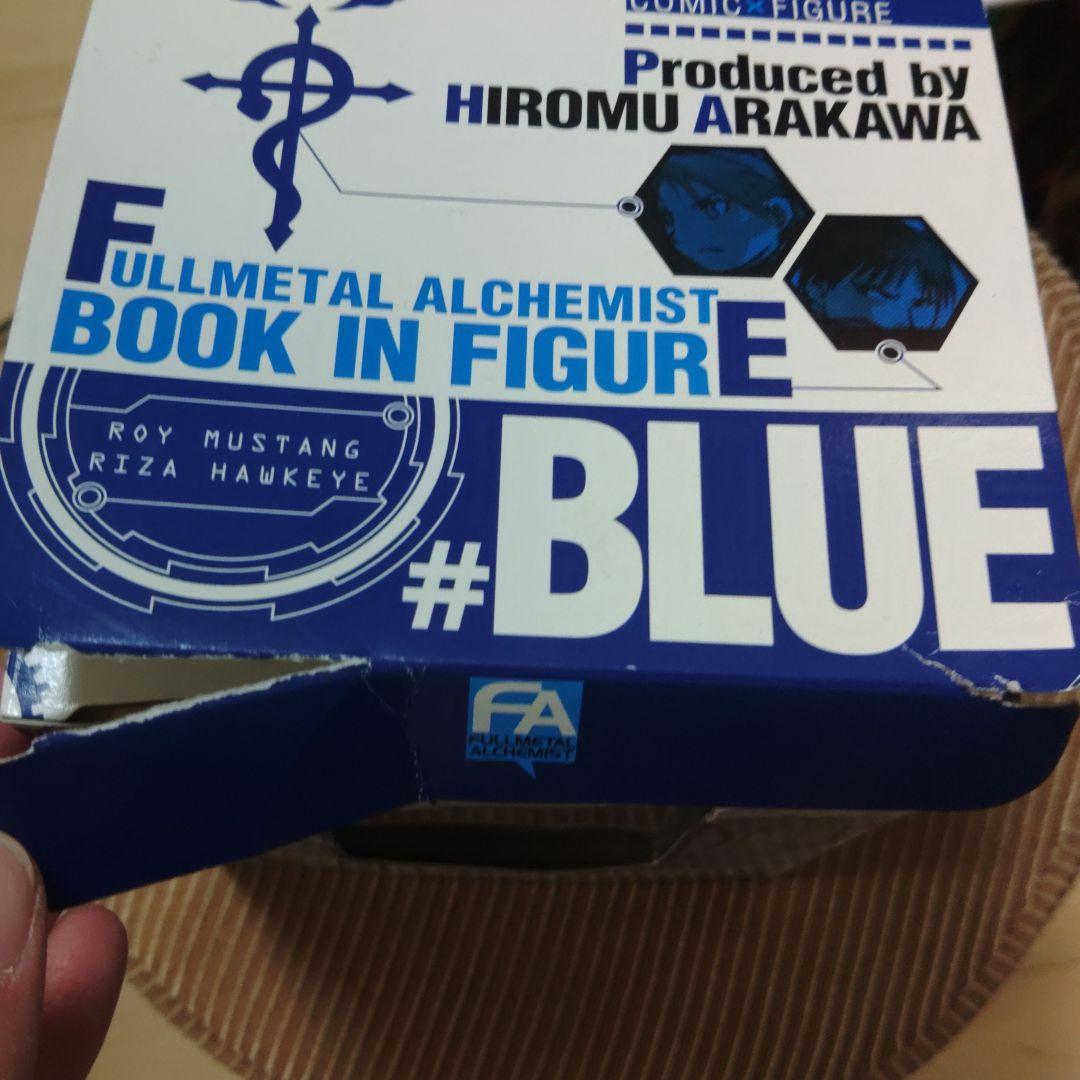 COMIC×FIGURE
Produced by
HIROMU ARAKAWA
FULLMETAL ALCHEMIST
BOOK IN FIGURE
ROY MUSTANG
RIZA HAWKEYE
#BLUE
FA
FULLMETAL
ALCHEMIST